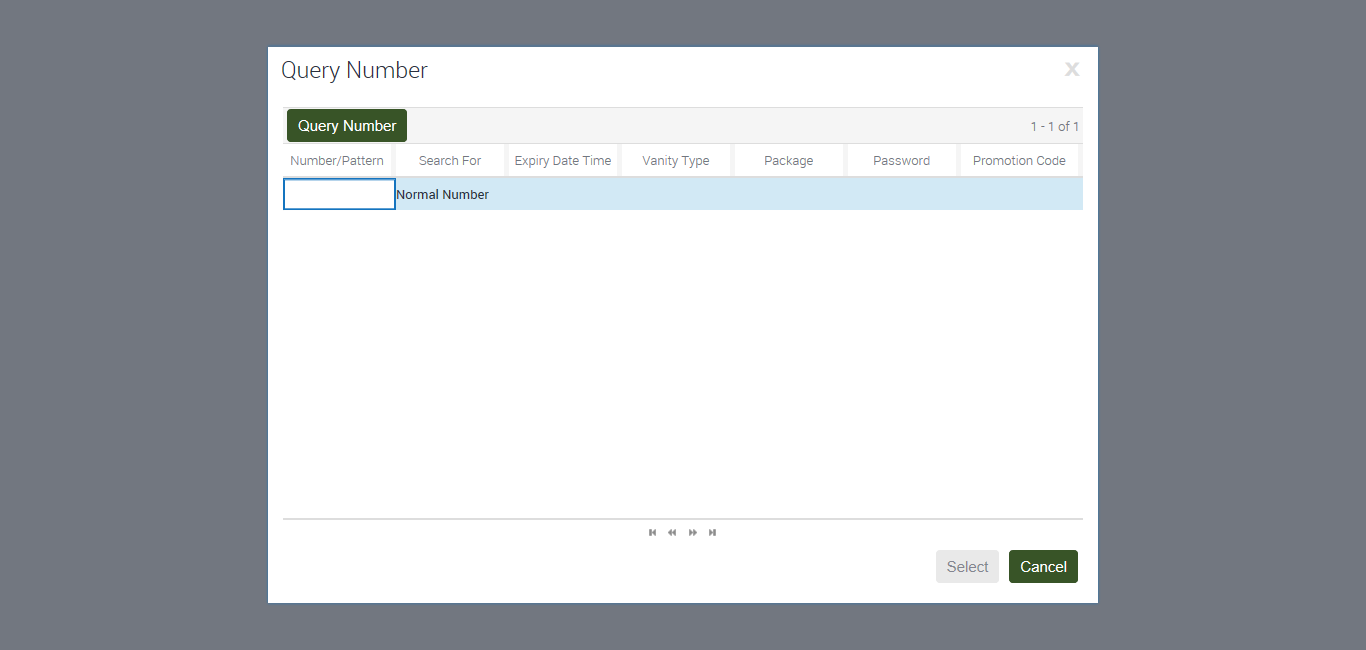 Query Number
X
Query Number
1 - 1 of 1
Number/Pattern Search For Expiry Date Time Vanity Type Package Password Promotion Code
Normal Number
Select Cancel